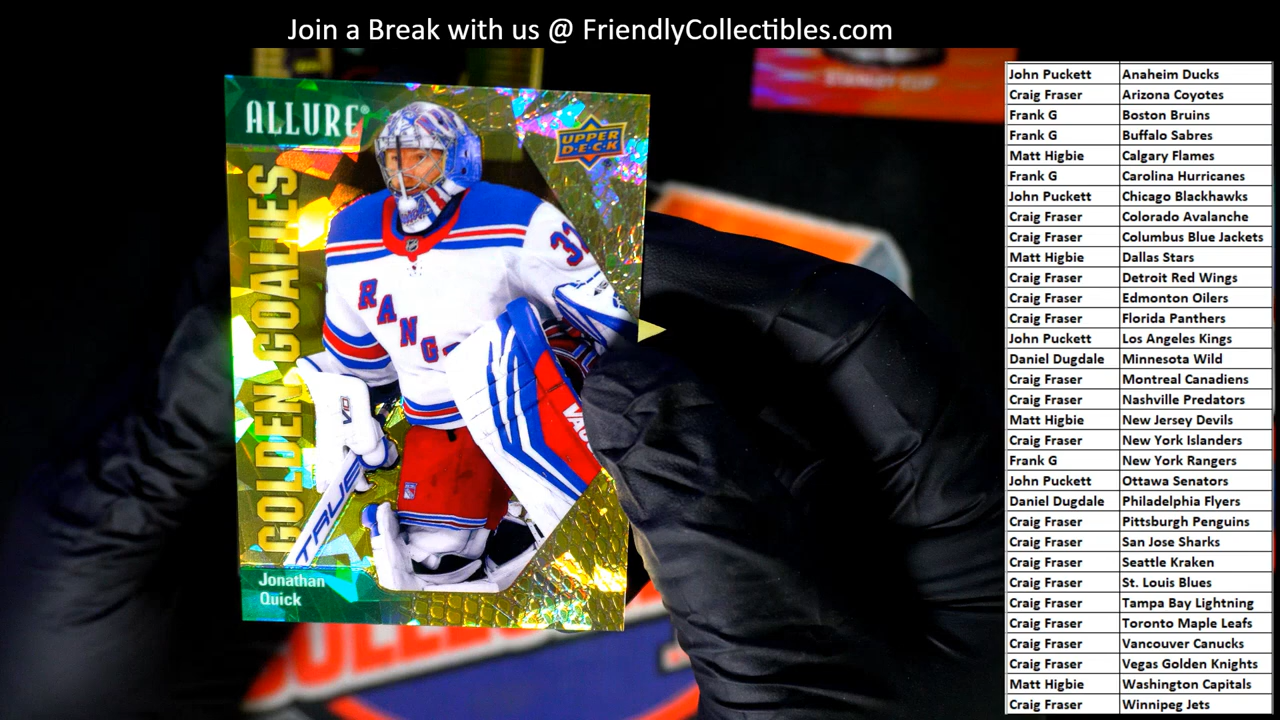 Join a Break with us @ FriendlyCollectibles.com
ALLURE®
UPPER
D·E·C·K
GOLDEN GOALIES
RANG
TRUE
Jonathan
Quick
STANLEY CUP
John Puckett Anaheim Ducks
Craig Fraser Arizona Coyotes
Frank G Boston Bruins
Frank G Buffalo Sabres
Matt Higbie Calgary Flames
Frank G Carolina Hurricanes
John Puckett Chicago Blackhawks
Craig Fraser Colorado Avalanche
Craig Fraser Columbus Blue Jackets
Matt Higbie Dallas Stars
Craig Fraser Detroit Red Wings
Craig Fraser Edmonton Oilers
Craig Fraser Florida Panthers
John Puckett Los Angeles Kings
Daniel Dugdale Minnesota Wild
Craig Fraser Montreal Canadiens
Craig Fraser Nashville Predators
Matt Higbie New Jersey Devils
Craig Fraser New York Islanders
Frank G New York Rangers
John Puckett Ottawa Senators
Daniel Dugdale Philadelphia Flyers
Craig Fraser Pittsburgh Penguins
Craig Fraser San Jose Sharks
Craig Fraser Seattle Kraken
Craig Fraser St. Louis Blues
Craig Fraser Tampa Bay Lightning
Craig Fraser Toronto Maple Leafs
Craig Fraser Vancouver Canucks
Craig Fraser Vegas Golden Knights
Matt Higbie Washington Capitals
Craig Fraser Winnipeg Jets